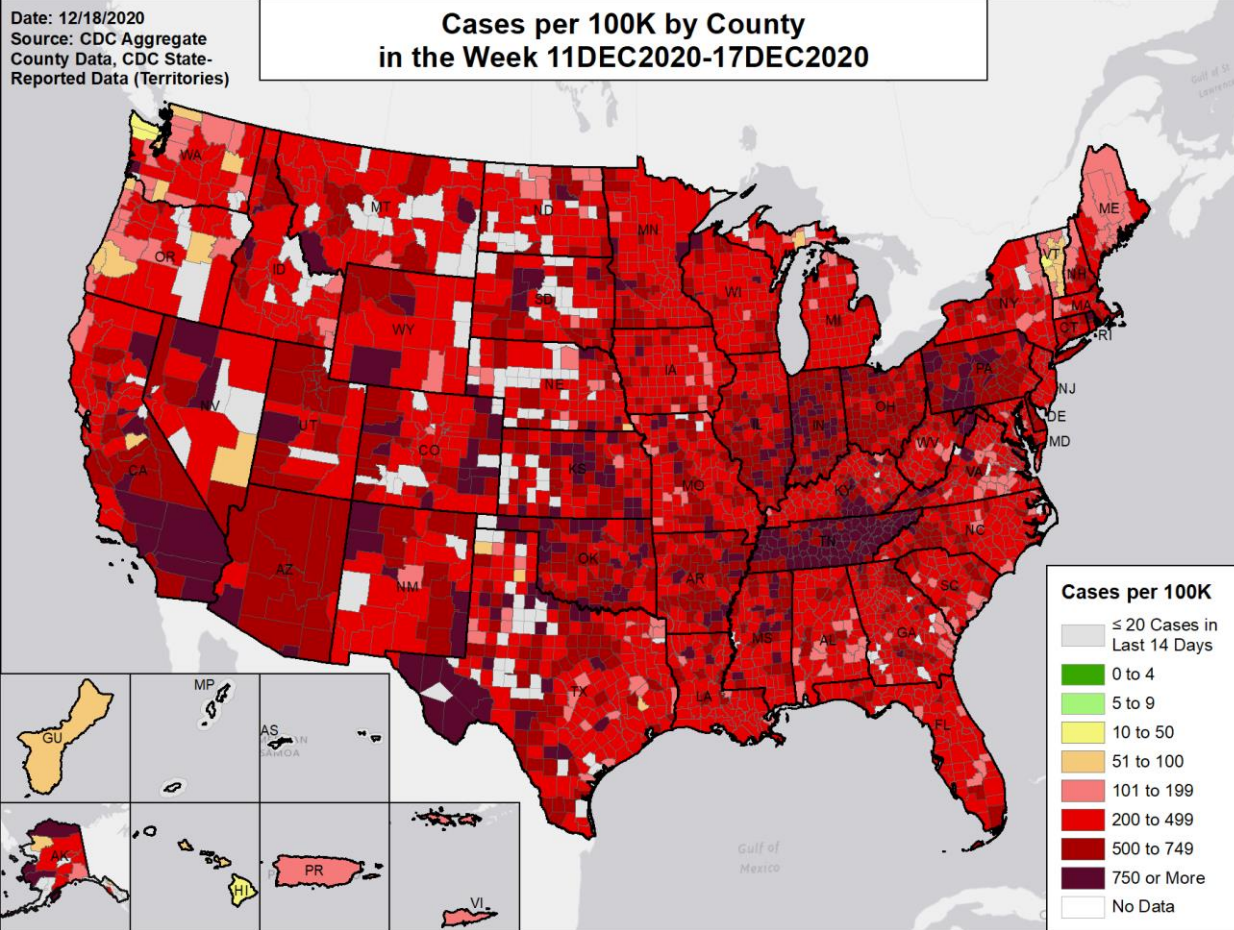 Date: 12/18/2020
Source: CDC Aggregate
County Data, CDC State-
Reported Data (Territories)
Cases per 100K by County
in the Week 11DEC2020-17DEC2020
Gulf of St
Lawrence
WA
MT
ND
MN
ME
OR
ID
SD
WI
VT
NH
WY
MI
NY
MA
CT
RI
IA
NE
PA
NJ
NV
UT
CO
IL
IN
OH
DE
MD
CA
KS
MO
WV
VA
KY
AZ
NM
OK
TN
NC
AR
SC
MS
AL
GA
TX
LA
FL
Gulf of
Mexico
MP
GU
AS
SAMOA
AK
HI
PR
VI
Cases per 100K
≤ 20 Cases in
Last 14 Days
0 to 4
5 to 9
10 to 50
51 to 100
101 to 199
200 to 499
500 to 749
750 or More
No Data